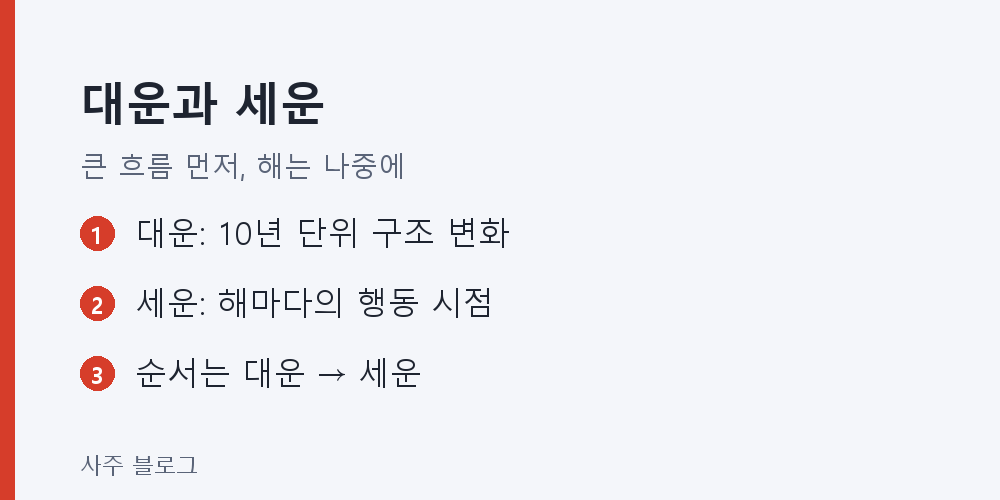 대운과 세운
큰 흐름 먼저, 해는 나중에
1 대운: 10년 단위 구조 변화
2 세운: 해마다의 행동 시점
3 순서는 대운 → 세운
사주 블로그